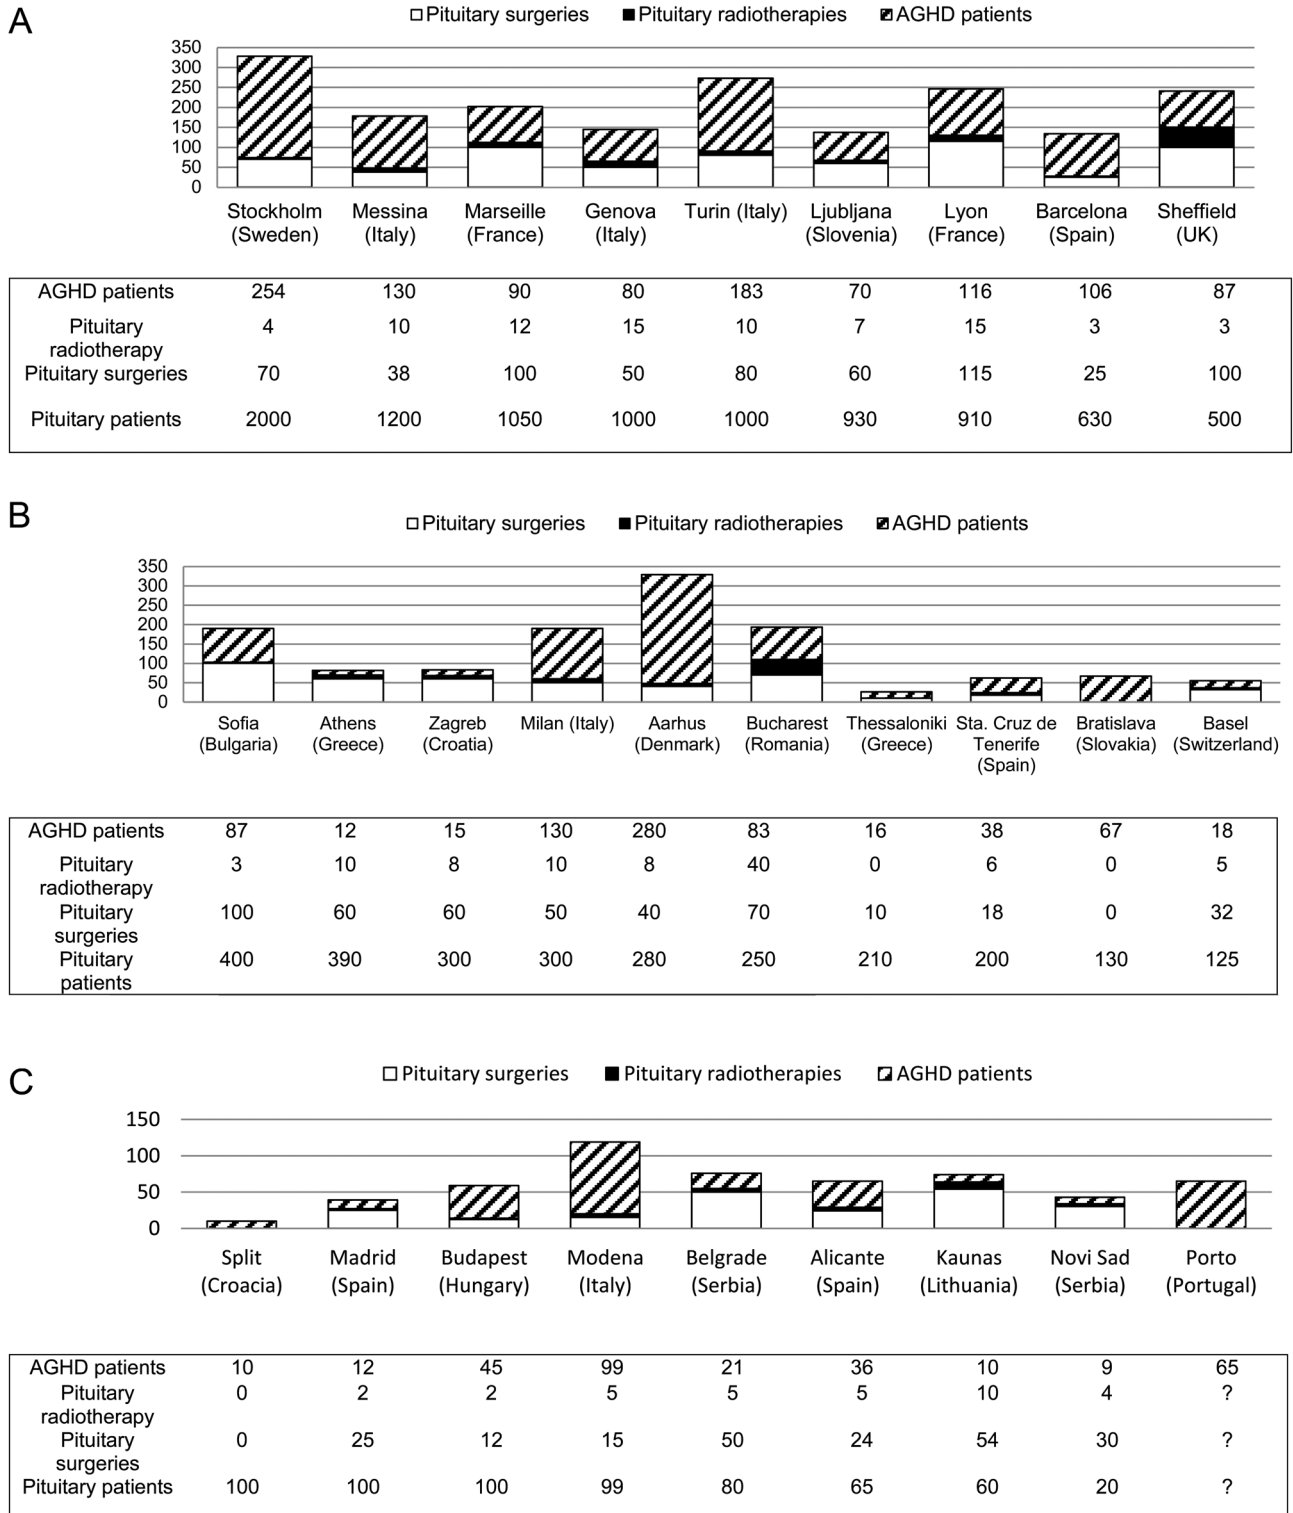 A
Pituitary surgeries Pituitary radiotherapies AGHD patients
350
300
250
200
150
100
50
0
Stockholm Messina Marseille Genova Turin (Italy) Ljubljana Lyon Barcelona Sheffield
(Sweden) (Italy) (France) (Italy) (Slovenia) (France) (Spain) (UK)
AGHD patients 254 130 90 80 183 70 116 106 87
Pituitary 4 10 12 15 10 7 15 3 3
radiotherapy
Pituitary surgeries 70 38 100 50 80 60 115 25 100
Pituitary patients 2000 1200 1050 1000 1000 930 910 630 500
B
Pituitary surgeries Pituitary radiotherapies AGHD patients
350
300
250
200
150
100
50
0
Sofia Athens Zagreb Milan (Italy) Aarhus Bucharest Thessaloniki Sta. Cruz de Bratislava Basel
(Bulgaria) (Greece) (Croatia) (Denmark) (Romania) (Greece) Tenerife (Slovakia) (Switzerland)
(Spain)
AGHD patients 87 12 15 130 280 83 16 38 67 18
Pituitary 3 10 8 10 8 40 0 6 0 5
radiotherapy
Pituitary 100 60 60 50 40 70 10 18 0 32
surgeries
Pituitary 400 390 300 300 280 250 210 200 130 125
patients
C
Pituitary surgeries Pituitary radiotherapies AGHD patients
150
100
50
0
Split Madrid Budapest Modena Belgrade Alicante Kaunas Novi Sad Porto
(Croacia) (Spain) (Hungary) (Italy) (Serbia) (Spain) (Lithuania) (Serbia) (Portugal)
AGHD patients 10 12 45 99 21 36 10 9 65
Pituitary 0 2 2 5 5 5 10 4 ?
radiotherapy
Pituitary 0 25 12 15 50 24 54 30 ?
surgeries
Pituitary patients 100 100 100 99 80 65 60 20 ?